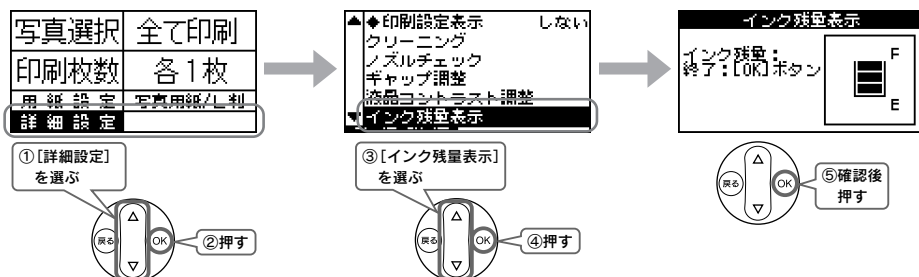 写真選択 全て印刷
印刷枚数 各1枚
用紙設定 写真用紙/L判
詳細設定
①[詳細設定]
を選ぶ
戻る OK
②押す
◆印刷設定表示 しない
クリーニング
ノズルチェック
ギャップ調整
液晶コントラスト調整
インク残量表示
③[インク残量表示]
を選ぶ
戻る OK
④押す
インク残量表示
インク残量:
終了:[OK]ボタン
F
E
戻る OK
⑤確認後
押す